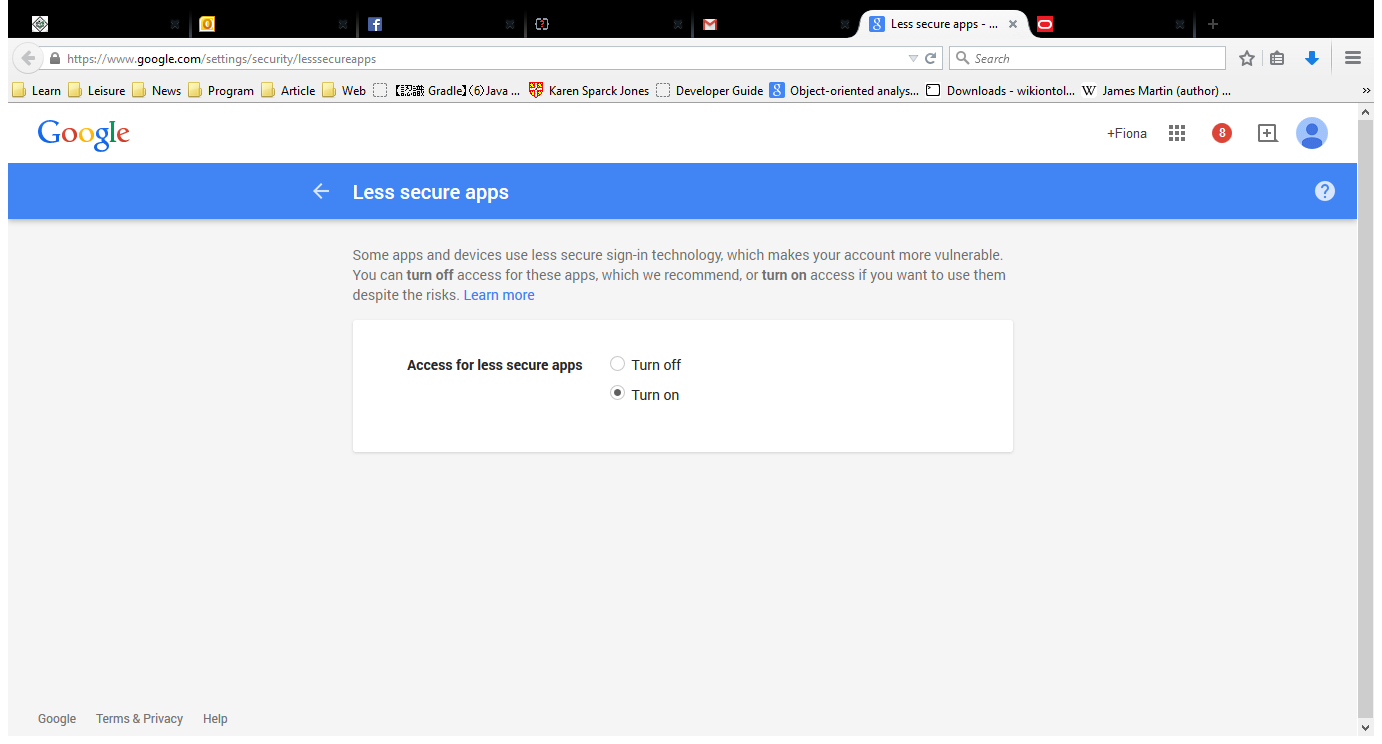 Less secure apps - ...
https://www.google.com/settings/security/lesssecureapps
Search
Learn Leisure News Program Article Web Gradle】(6)Java ... Karen Sparck Jones Developer Guide Object-oriented analys... Downloads - wikiontol... James Martin (author) ...
Google
+Fiona
8
Less secure apps
Some apps and devices use less secure sign-in technology, which makes your account more vulnerable.
You can turn off access for these apps, which we recommend, or turn on access if you want to use them
despite the risks. Learn more
Access for less secure apps
Turn off
Turn on
Google Terms & Privacy Help